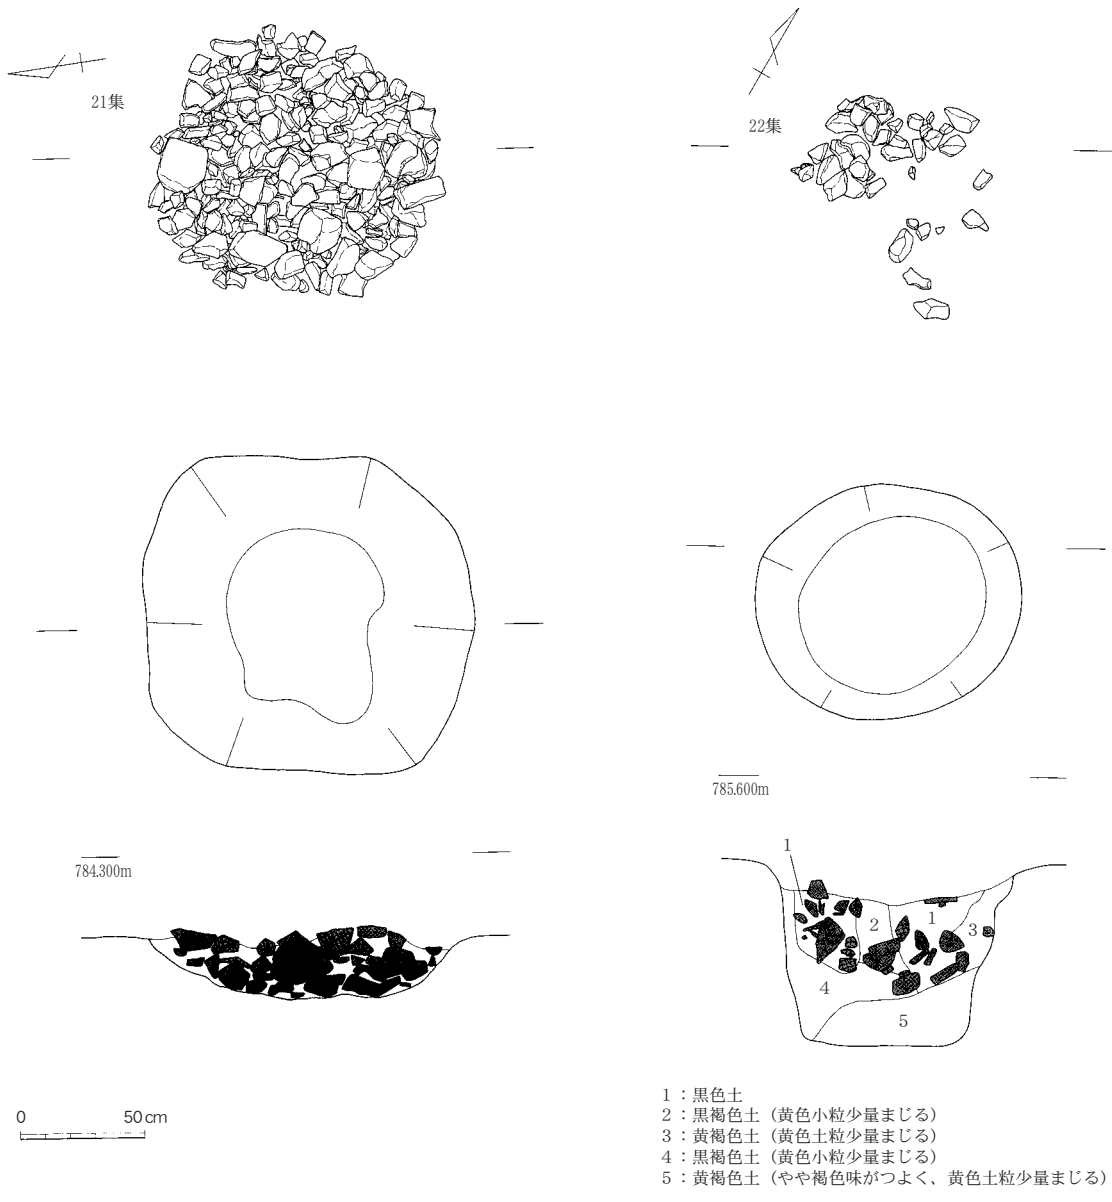 21集
22集
785.600m
784.300m
1
2
1
3
4
5
0 50cm
1：黒色土
2：黒褐色土（黄色小粒少量まじる）
3：黄褐色土（黄色土粒少量まじる）
4：黒褐色土（黄色小粒少量まじる）
5：黄褐色土（やや褐色味がつよく、黄色土粒少量まじる）